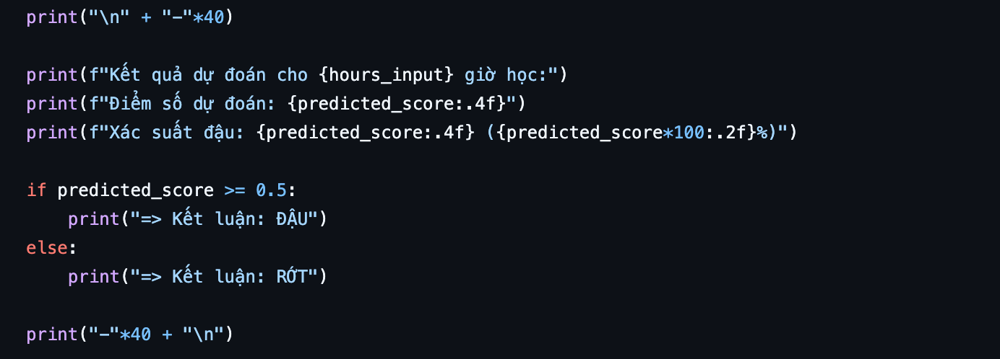 print("\n" + "-"*40)
print(f"Kết quả dự đoán cho {hours_input} giờ học:")
print(f"Điểm số dự đoán: {predicted_score:.4f}")
print(f"Xác suất đậu: {predicted_score:.4f} ({predicted_score*100:.2f}%)")
if predicted_score >= 0.5:
    print("=> Kết luận: ĐẬU")
else:
    print("=> Kết luận: RỚT")
print("-"*40 + "\n")